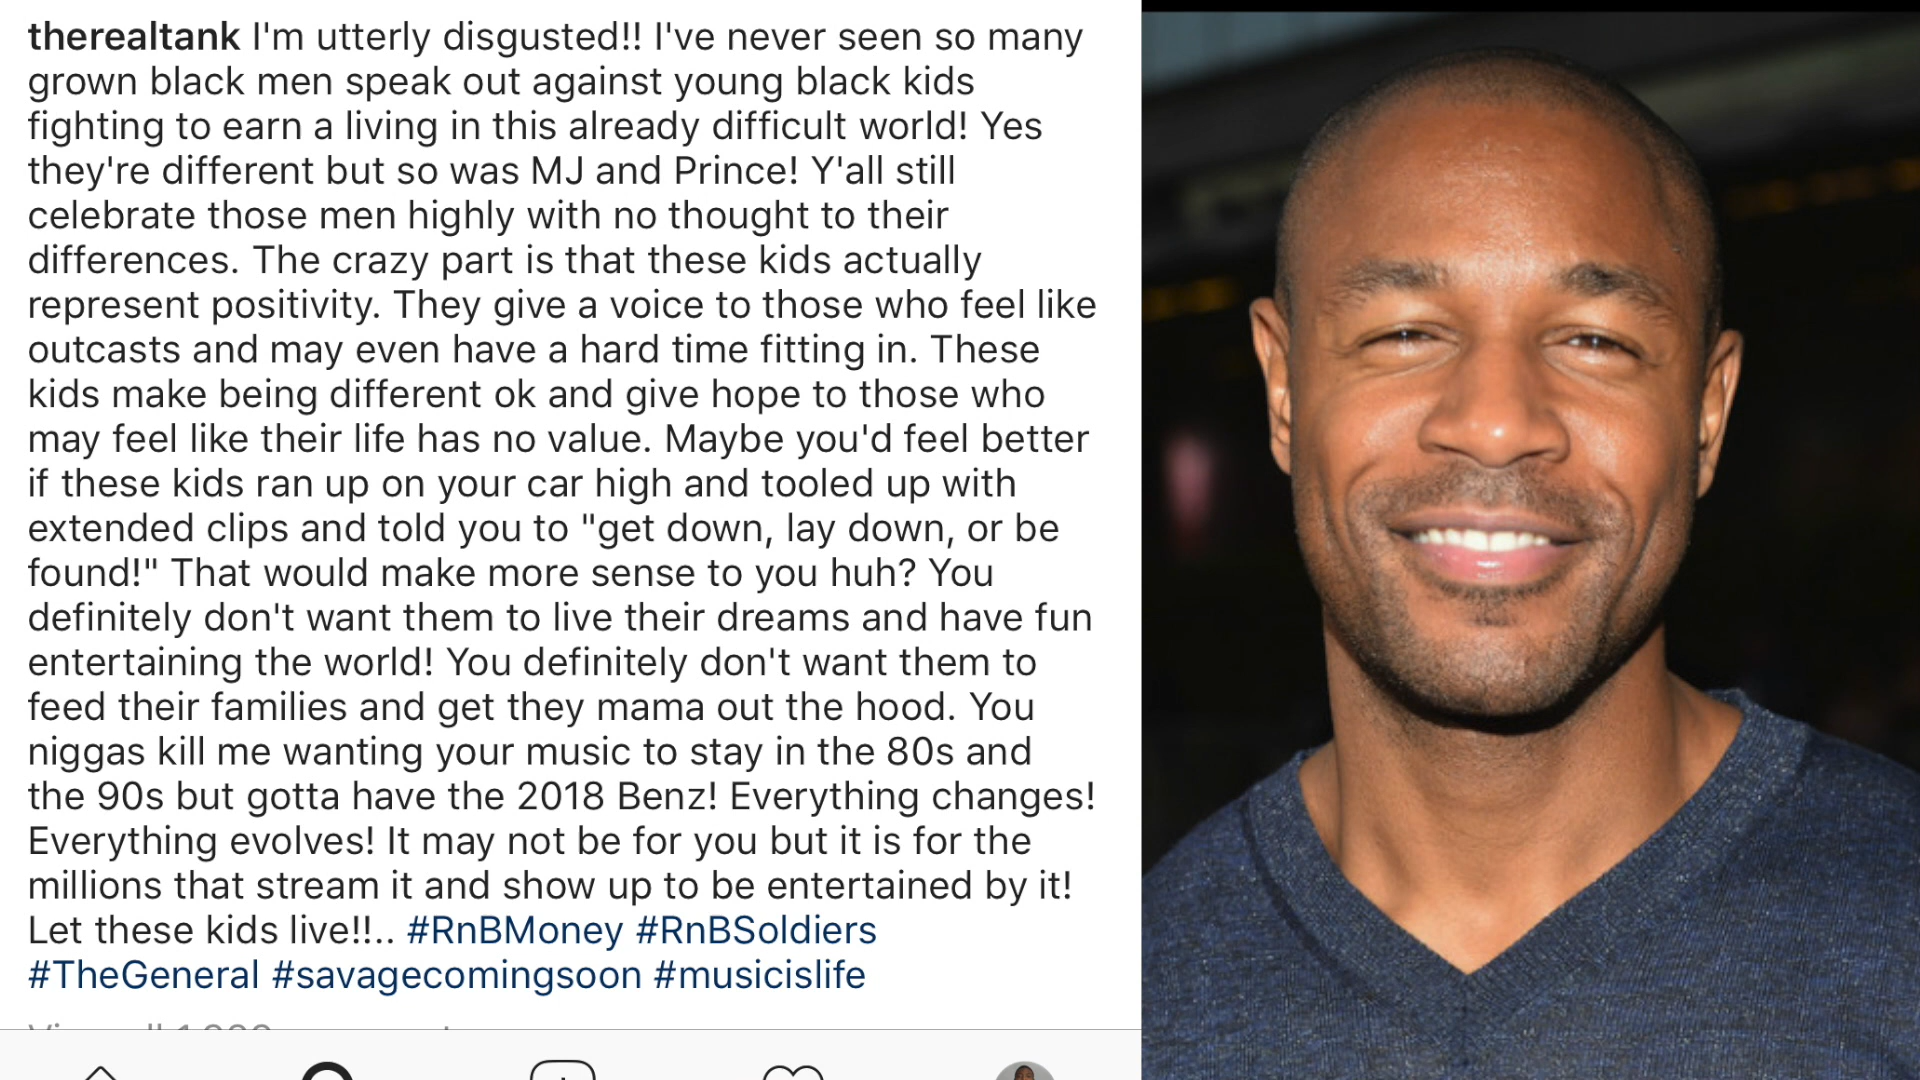 therealtank I'm utterly disgusted!! I've never seen so many
grown black men speak out against young black kids
fighting to earn a living in this already difficult world! Yes
they're different but so was MJ and Prince! Y'all still
celebrate those men highly with no thought to their
differences. The crazy part is that these kids actually
represent positivity. They give a voice to those who feel like
outcasts and may even have a hard time fitting in. These
kids make being different ok and give hope to those who
may feel like their life has no value. Maybe you'd feel better
if these kids ran up on your car high and tooled up with
extended clips and told you to "get down, lay down, or be
found!" That would make more sense to you huh? You
definitely don't want them to live their dreams and have fun
entertaining the world! You definitely don't want them to
feed their families and get they mama out the hood. You
niggas kill me wanting your music to stay in the 80s and
the 90s but gotta have the 2018 Benz! Everything changes!
Everything evolves! It may not be for you but it is for the
millions that stream it and show up to be entertained by it!
Let these kids live!!.. #RnBMoney #RnBSoldiers
#TheGeneral #savagecomingsoon #musicislife